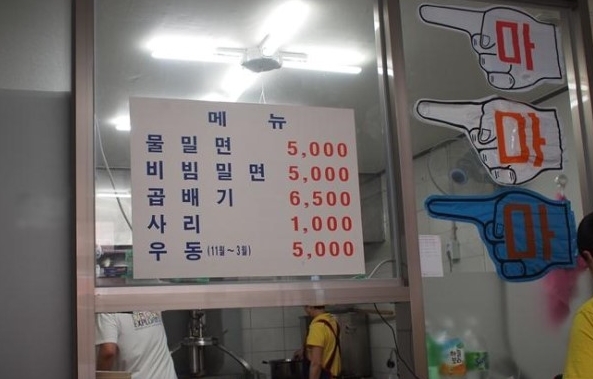 메 뉴
물밀면 5,000
비빔밀면 5,000
곱배기 6,500
사리 1,000
우동 (11월~3월) 5,000
마
마
마